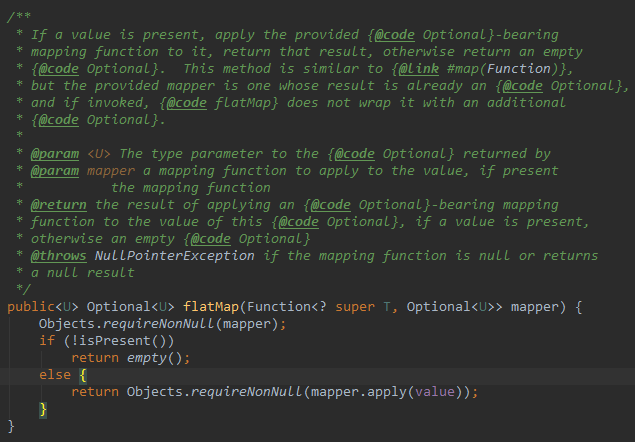 /**
 * If a value is present, apply the provided {@code Optional}-bearing
 * mapping function to it, return that result, otherwise return an empty
 * {@code Optional}.  This method is similar to {@link #map(Function)},
 * but the provided mapper is one whose result is already an {@code Optional},
 * and if invoked, {@code flatMap} does not wrap it with an additional
 * {@code Optional}.
 *
 * @param <U> The type parameter to the {@code Optional} returned by
 * @param mapper a mapping function to apply to the value, if present
 *           the mapping function
 * @return the result of applying an {@code Optional}-bearing mapping
 * function to the value of this {@code Optional}, if a value is present,
 * otherwise an empty {@code Optional}
 * @throws NullPointerException if the mapping function is null or returns
 * a null result
 */
public<U> Optional<U> flatMap(Function<? super T, Optional<U>> mapper) {
    Objects.requireNonNull(mapper);
    if (!isPresent())
        return empty();
    else {
        return Objects.requireNonNull(mapper.apply(value));
    }
}